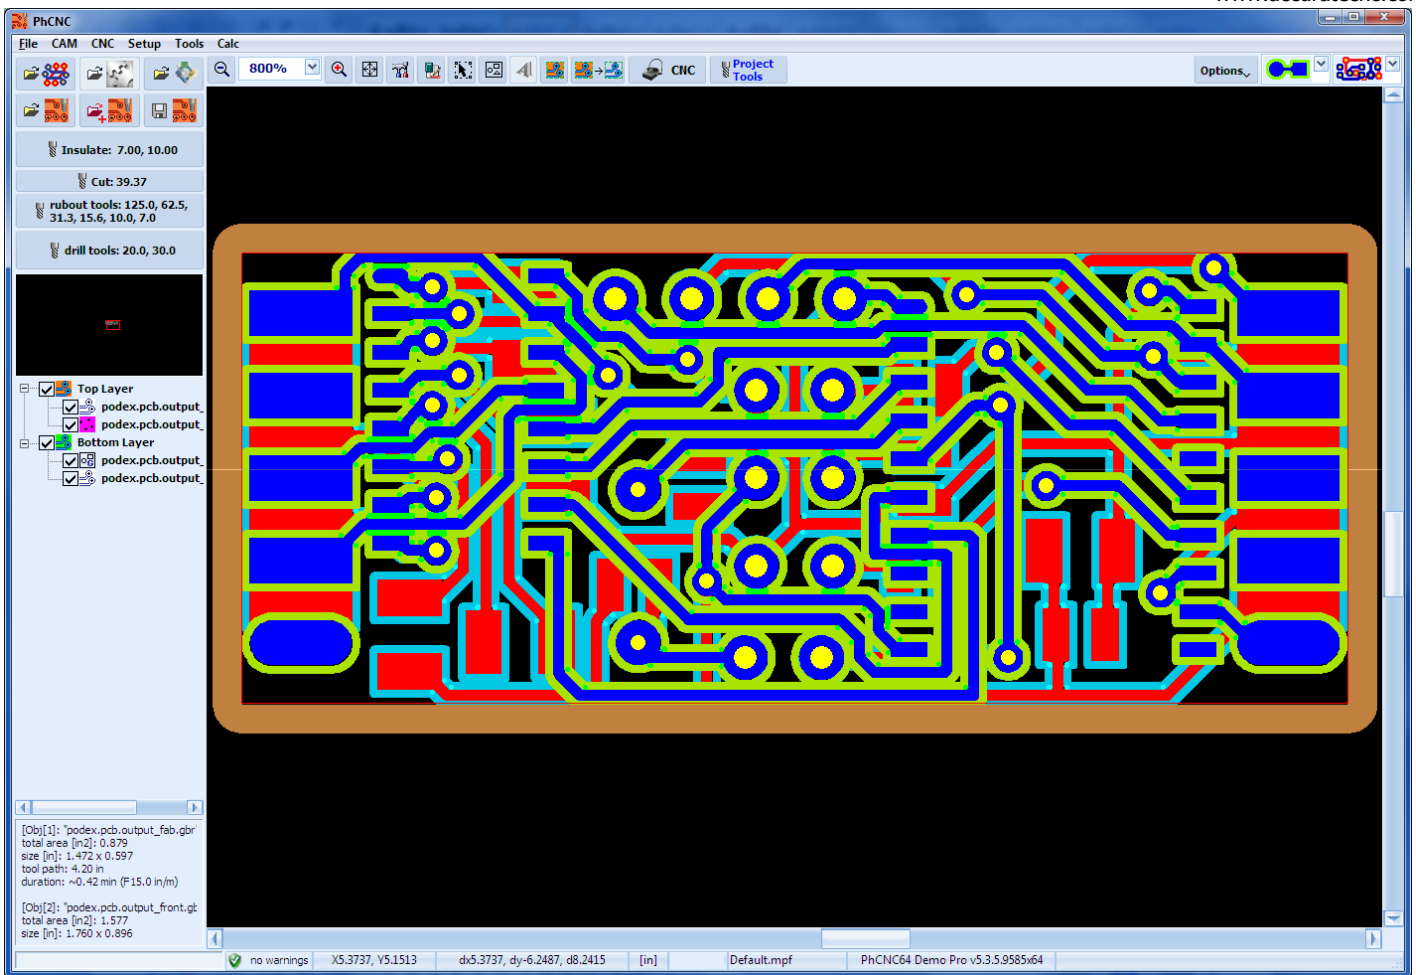 PhCNC
File CAM CNC Setup Tools Calc
800%
CNC
Project
Tools
Options
Insulate: 7.00, 10.00
Cut: 39.37
rubout tools: 125.0, 62.5,
31.3, 15.6, 10.0, 7.0
drill tools: 20.0, 30.0
Top Layer
podex.pcb.output_
podex.pcb.output_
Bottom Layer
podex.pcb.output_
podex.pcb.output_
[Obj[1]: "podex.pcb.output_fab.gbr
total area [in2]: 0.879
size [in]: 1.472 x 0.597
tool path: 4.20 in
duration: ~0.42 min (F15.0 in/m)
[Obj[2]: "podex.pcb.output_front.gb
total area [in2]: 1.577
size [in]: 1.760 x 0.896
no warnings X5.3737, Y5.1513 dx5.3737, dy-6.2487, d8.2415 [in] Default.mpf PhCNC64 Demo Pro v5.3.5.9585x64